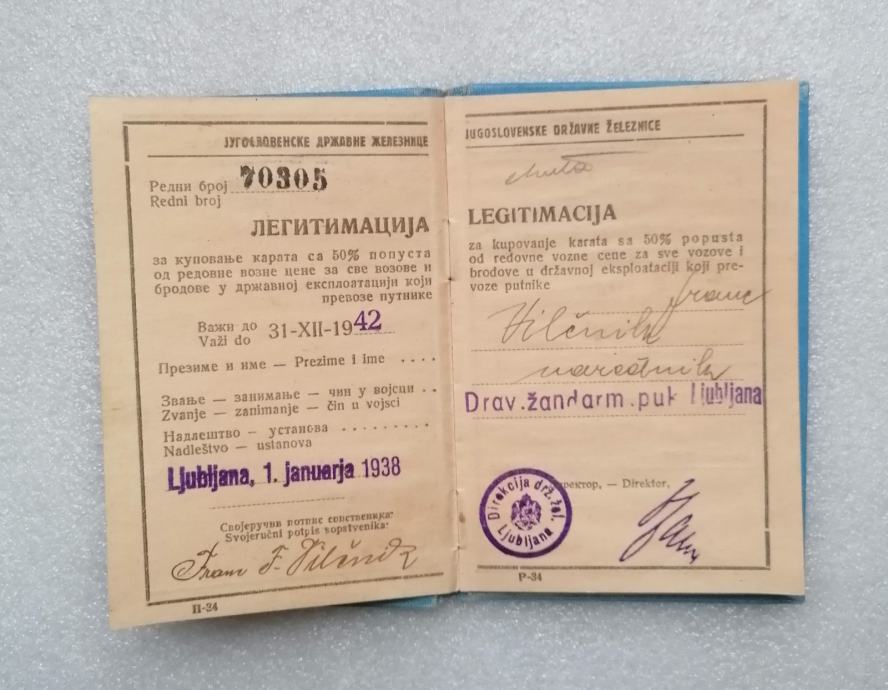 ЈУГОСЛОВЕНСКЕ ДРЖАВНЕ ЖЕЛЕЗНИЦЕ
Редни број
Redni broj
70305
ЛЕГИТИМАЦИЈА
за куповање карата са 50% попуста
од редовне возне цене за све возове и
бродове у државној експлоатацији који
превозе путнике
Важи до
Važi do
31-XII-1942
Презиме и име — Prezime i ime ....
Звање — занимање — чин у војсци ..
Zvanje — zanimanje — čin u vojsci
Надлештво — установа .........
Nadleštvo — ustanova
Ljubljana, 1. januarja 1938
Својеручни потпис сопственика:
Svojeručni potpis sopstvenika:
Franc F. Vilčnik
П-34
JUGOSLOVENSKE DRŽAVNE ŽELEZNICE
LEGITIMACIJA
za kupovanje karata sa 50% popusta
od redovne vozne cene za sve vozove i
brodove u državnoj eksploataciji koji pre-
voze putnike
Vilčnik Franc
narednik
Drav.žandarm.puk Ljubljana
Direkcija drž. žel.
Ljubljana
ректор, — Direktor,
P-34